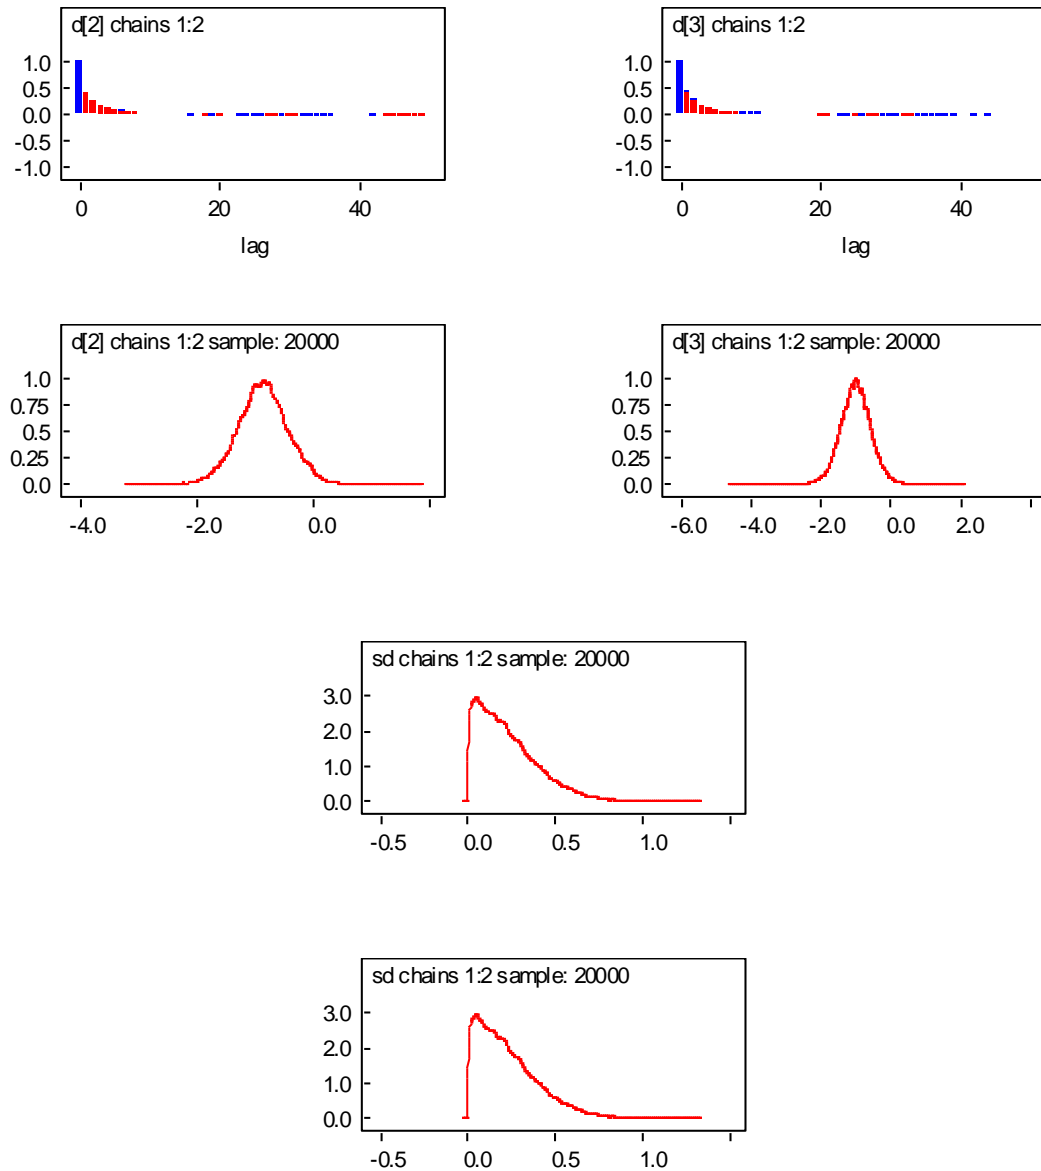 d[2] chains 1:2
1.0
0.5
0.0
-0.5
-1.0
0 20 40
lag
d[3] chains 1:2
1.0
0.5
0.0
-0.5
-1.0
0 20 40
lag
d[2] chains 1:2 sample: 20000
1.0
0.75
0.5
0.25
0.0
-4.0 -2.0 0.0
d[3] chains 1:2 sample: 20000
1.0
0.75
0.5
0.25
0.0
-6.0 -4.0 -2.0 0.0 2.0
sd chains 1:2 sample: 20000
3.0
2.0
1.0
0.0
-0.5 0.0 0.5 1.0
sd chains 1:2 sample: 20000
3.0
2.0
1.0
0.0
-0.5 0.0 0.5 1.0